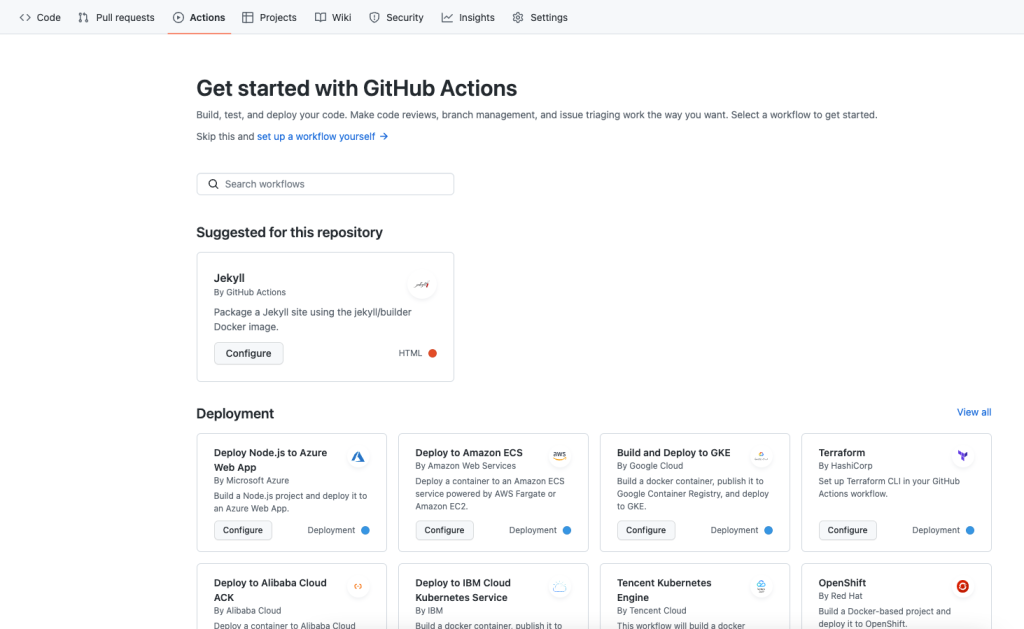 Code Pull requests Actions Projects Wiki Security Insights Settings
Get started with GitHub Actions
Build, test, and deploy your code. Make code reviews, branch management, and issue triaging work the way you want. Select a workflow to get started.
Skip this and set up a workflow yourself →
Search workflows
Suggested for this repository
Jekyll
By GitHub Actions
Package a Jekyll site using the jekyll/builder
Docker image.
Configure
HTML
Deployment
View all
Deploy Node.js to Azure
Web App
By Microsoft Azure
Build a Node.js project and deploy it to
an Azure Web App.
Configure
Deployment
Deploy to Amazon ECS
By Amazon Web Services
aws
Deploy a container to an Amazon ECS
service powered by AWS Fargate or
Amazon EC2.
Configure
Deployment
Build and Deploy to GKE
By Google Cloud
Build a docker container, publish it to
Google Container Registry, and deploy
to GKE.
Configure
Deployment
Terraform
By HashiCorp
Set up Terraform CLI in your GitHub
Actions workflow.
Configure
Deployment
Deploy to Alibaba Cloud
ACK
By Alibaba Cloud
Deploy a container to Alibaba Cloud
Deploy to IBM Cloud
Kubernetes Service
By IBM
Build a docker container, publish it to
Tencent Kubernetes
Engine
By Tencent Cloud
This workflow will build a docker
OpenShift
By Red Hat
Build a Docker-based project and
deploy it to OpenShift.